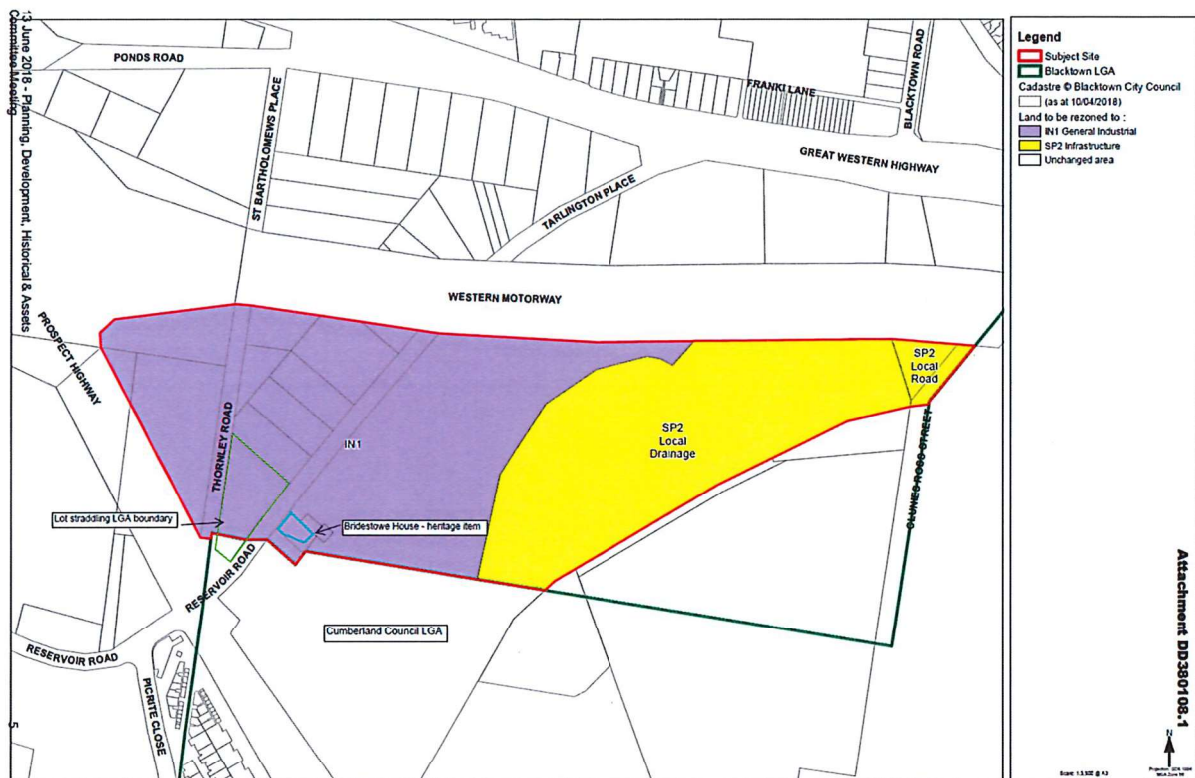 13 June 2018 - Planning, Development, Historical & Assets
Committee Meeting
PONDS ROAD
ST BARTHOLOMEWS PLACE
FRANKI LANE
BLACKTOWN ROAD
GREAT WESTERN HIGHWAY
TARLINGTON PLACE
WESTERN MOTORWAY
PROSPECT HIGHWAY
THORNLEY ROAD
IN1
SP2
Local
Road
SP2
Local
Drainage
CLUNIES ROSS STREET
Lot straddling LGA boundary
Bridestowe House - heritage item
RESERVOIR ROAD
Cumberland Council LGA
RESERVOIR ROAD
PICRITE CLOSE
5
Legend
Subject Site
Blacktown LGA
Cadastre © Blacktown City Council
(as at 10/04/2018)
Land to be rezoned to :
IN1 General Industrial
SP2 Infrastructure
Unchanged area
Attachment DD380108.1
N